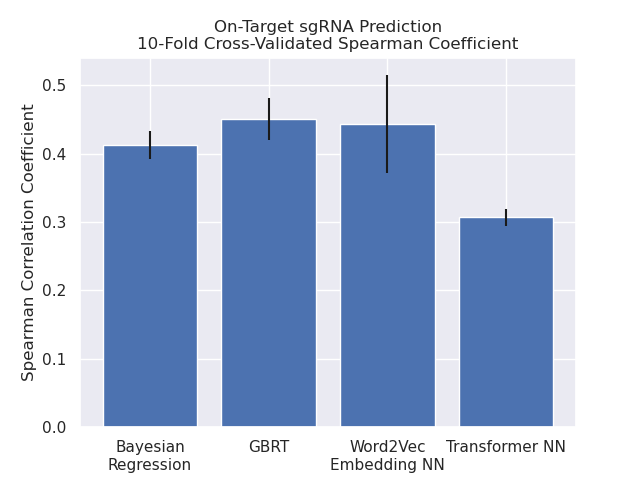 On-Target sgRNA Prediction
10-Fold Cross-Validated Spearman Coefficient
Spearman Correlation Coefficient
0.5
0.4
0.3
0.2
0.1
0.0
Bayesian
Regression
GBRT
Word2Vec
Embedding NN
Transformer NN